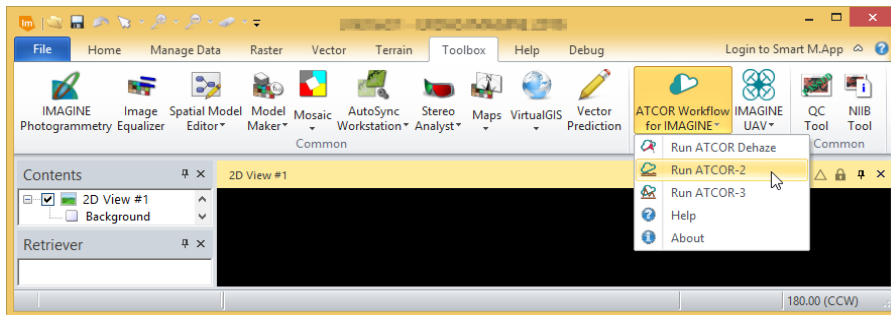 Im
File Home Manage Data Raster Vector Terrain Toolbox Help Debug Login to Smart M.App
IMAGINE Photogrammetry
Image Equalizer
Spatial Model Editor
Model Maker
Mosaic
AutoSync Workstation
Stereo Analyst
Maps
VirtualGIS
Vector Prediction
ATCOR Workflow for IMAGINE
IMAGINE UAV
QC Tool
NIIB Tool
Common
Common
Run ATCOR Dehaze
Run ATCOR-2
Run ATCOR-3
Help
About
Contents
2D View #1
Background
Retriever
2D View #1
180.00 (CCW)